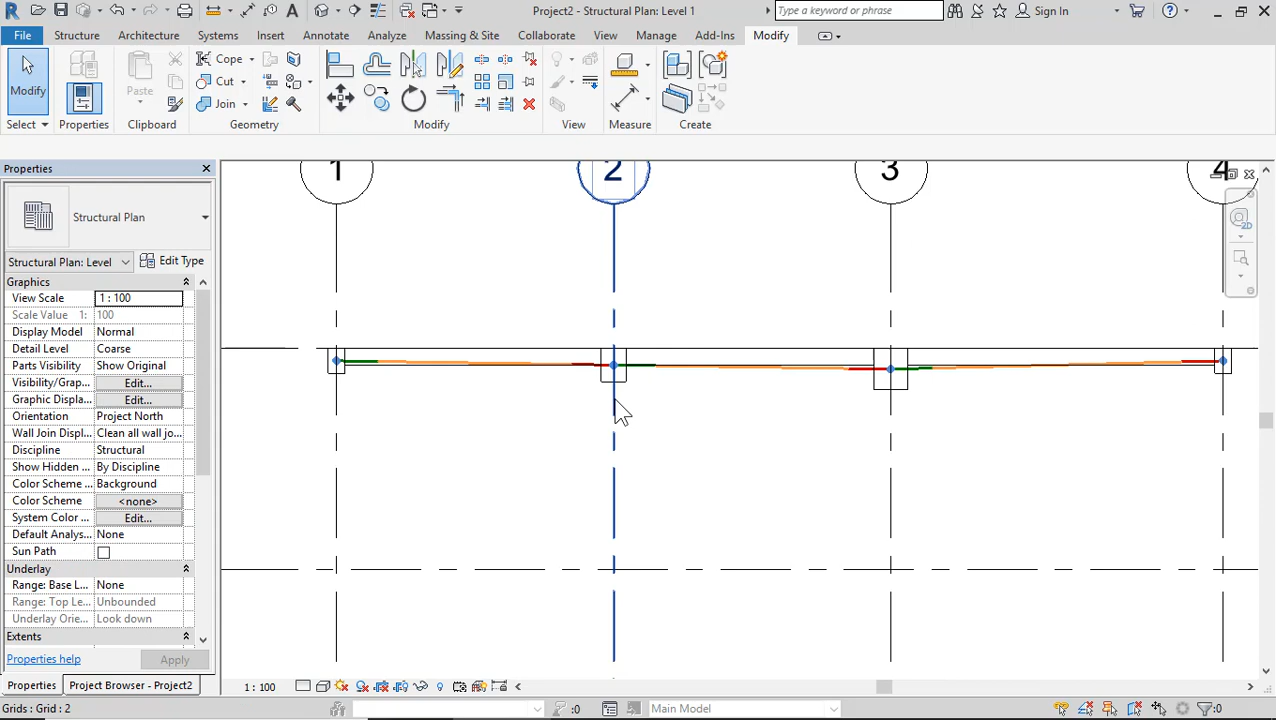 Project2 - Structural Plan: Level 1
Type a keyword or phrase
Sign In
File Structure Architecture Systems Insert Annotate Analyze Massing & Site Collaborate View Manage Add-Ins Modify
Modify
Select
Properties
Paste
Clipboard
Cope
Cut
Join
Geometry
Modify
View
Measure
Create
Properties
Structural Plan
Structural Plan: Level
Edit Type
Graphics
View Scale 1 : 100
Scale Value 1: 100
Display Model Normal
Detail Level Coarse
Parts Visibility Show Original
Visibility/Grap... Edit...
Graphic Displa... Edit...
Orientation Project North
Wall Join Displ... Clean all wall jo...
Discipline Structural
Show Hidden ... By Discipline
Color Scheme ... Background
Color Scheme <none>
System Color ... Edit...
Default Analys... None
Sun Path
Underlay
Range: Base L... None
Range: Top Le... Unbounded
Underlay Orie... Look down
Extents
Properties help
Apply
Properties
Project Browser - Project2
1
2
3
4
2D
1 : 100
Grids : Grid : 2
:0
Main Model
:0